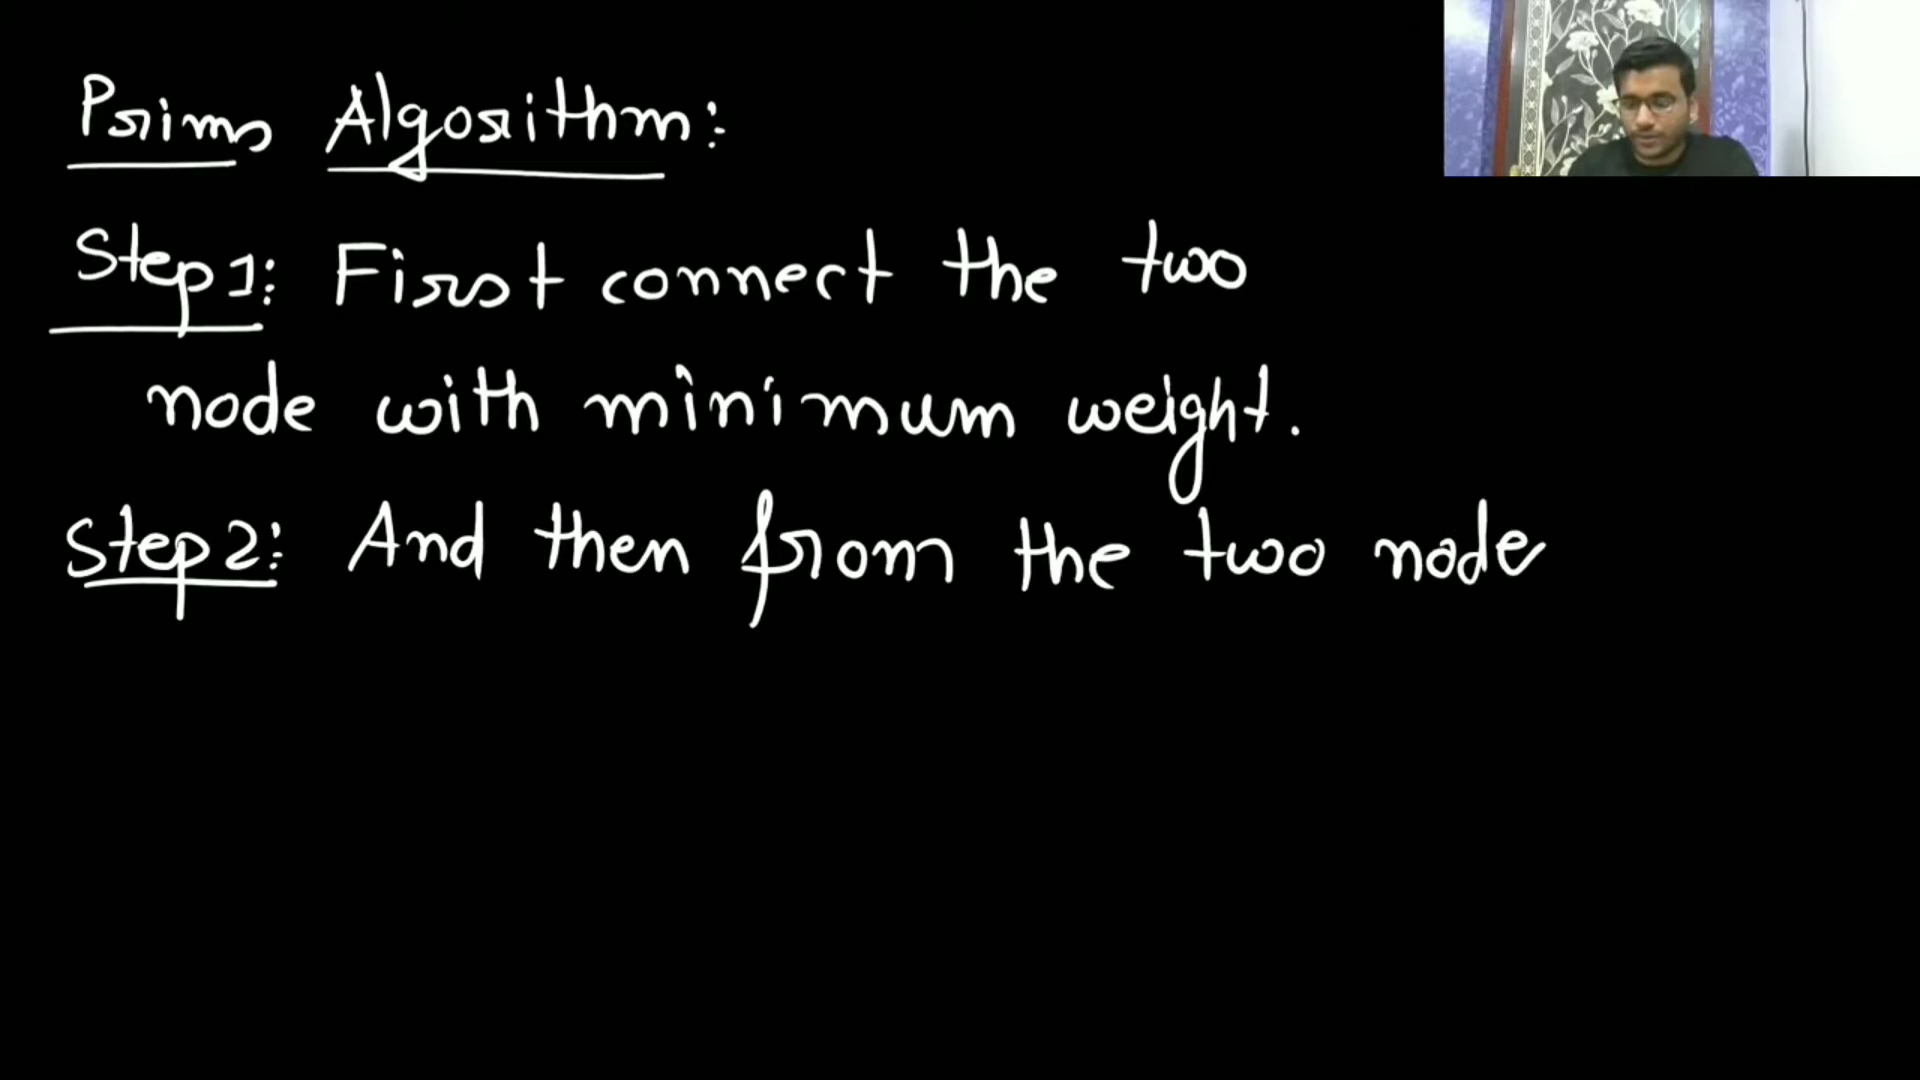 Prims Algorithm:
Step1: First connect the two
node with minimum weight.
Step2: And then from the two node